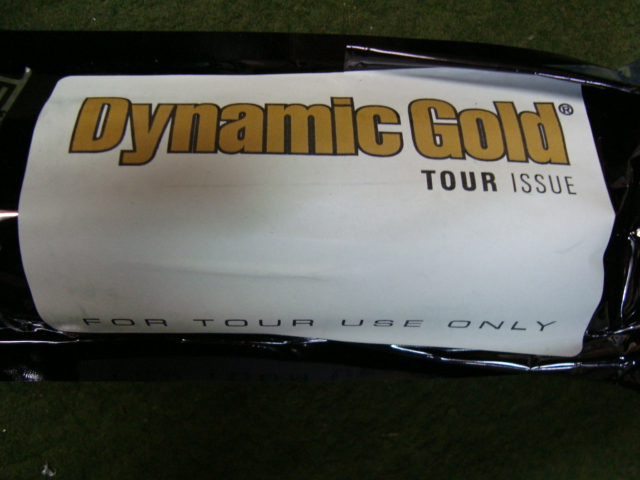 Dynamic Gold®
TOUR ISSUE
FOR TOUR USE ONLY